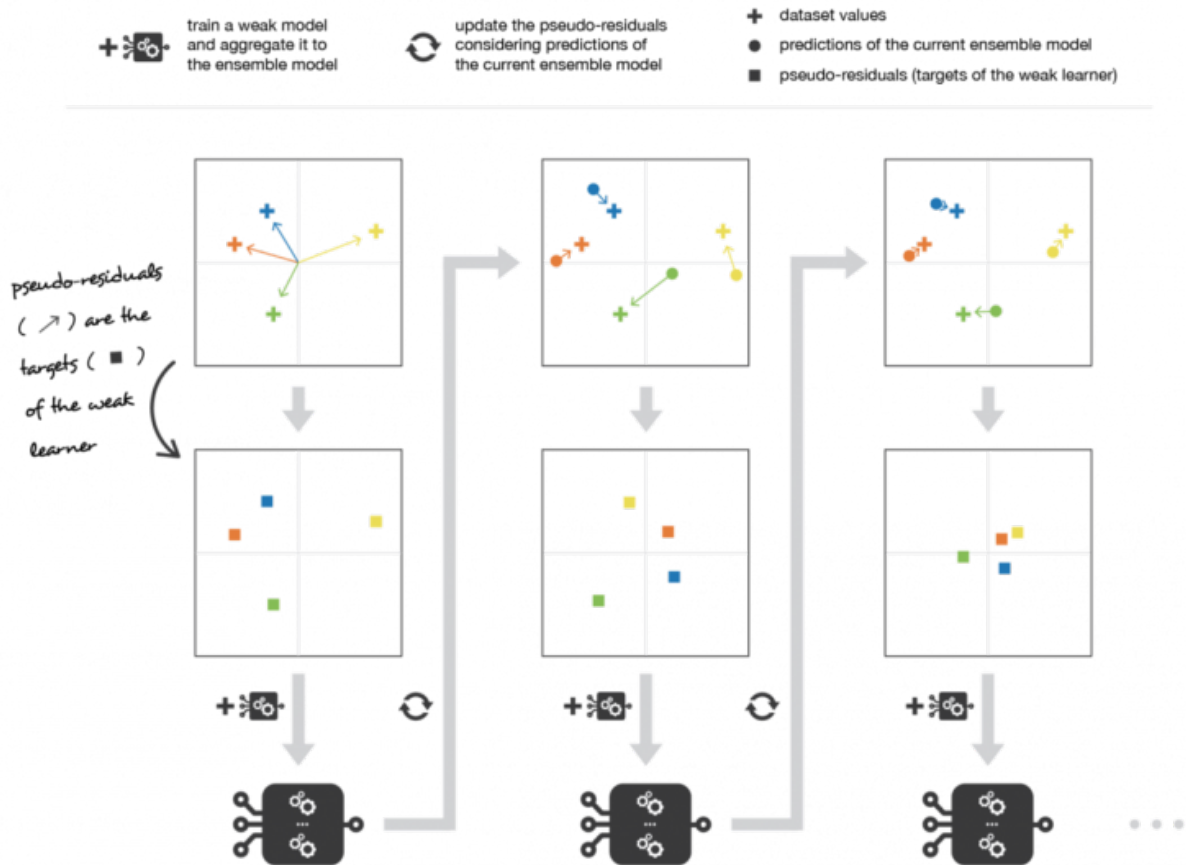 train a weak model
and aggregate it to
the ensemble model
update the pseudo-residuals
considering predictions of
the current ensemble model
dataset values
predictions of the current ensemble model
pseudo-residuals (targets of the weak learner)
pseudo-residuals
( ↗ ) are the
targets ( ■ )
of the weak
learner